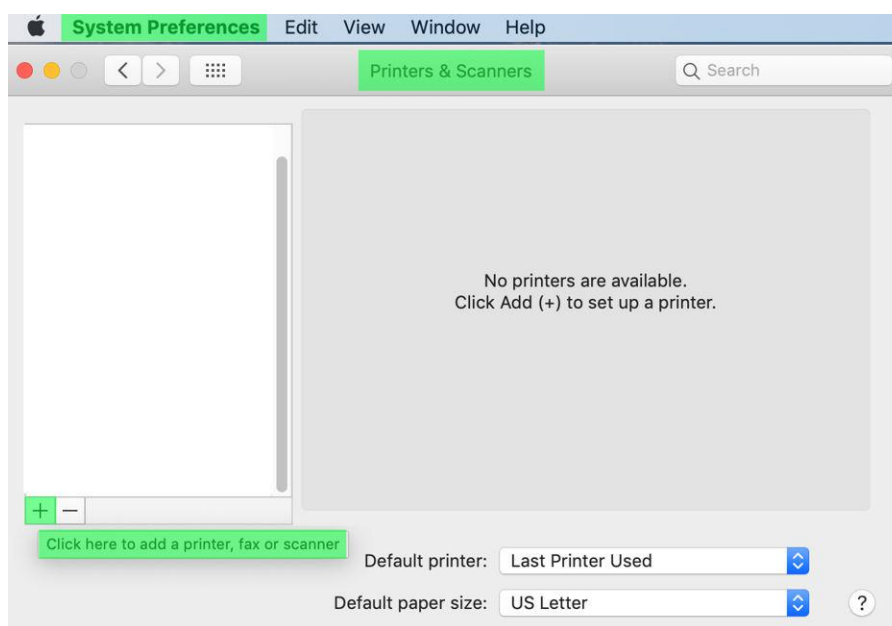 System Preferences Edit View Window Help
Printers & Scanners Search
No printers are available.
Click Add (+) to set up a printer.
+ −
Click here to add a printer, fax or scanner
Default printer: Last Printer Used
Default paper size: US Letter ?